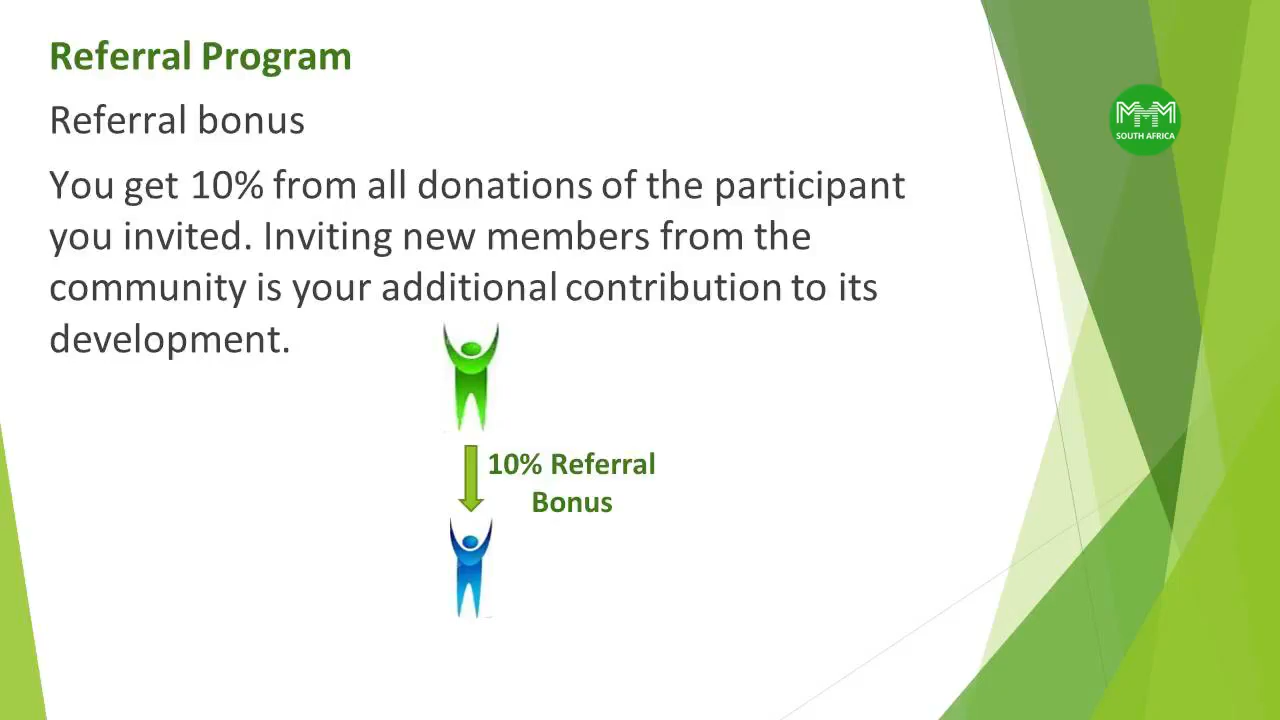 Referral Program
Referral bonus
You get 10% from all donations of the participant
you invited. Inviting new members from the
community is your additional contribution to its
development.
MMM
SOUTH AFRICA
10% Referral
Bonus